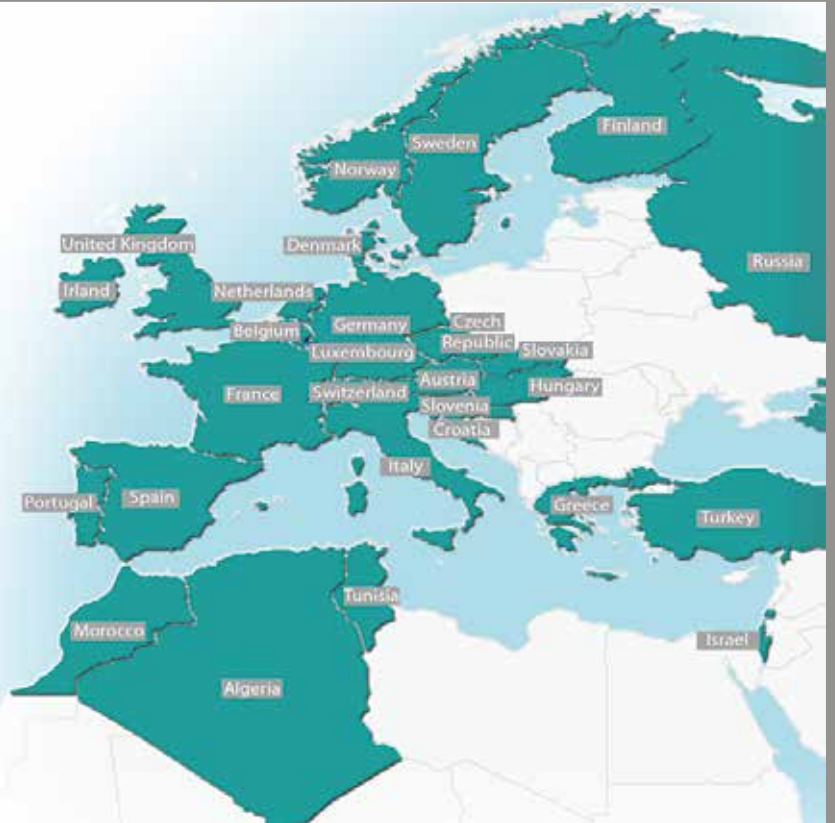 Finland
Sweden
Norway
United Kingdom
Denmark
Russia
Irland
Netherlands
Belgium
Germany
Czech
Republic
Slovakia
Luxembourg
Austria
Hungary
France
Switzerland
Slovenia
Croatia
Italy
Portugal
Spain
Greece
Turkey
Tunisia
Morocco
Israel
Algeria